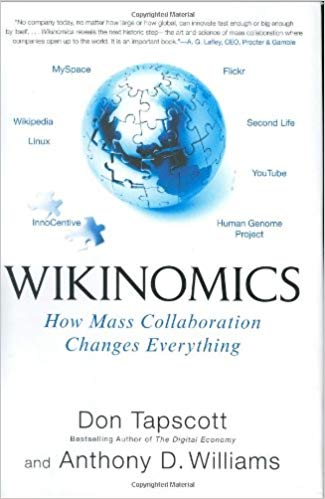 "No company today, no matter how large or how global, can innovate fast enough or big enough
by itself. . . . Wikinomics reveals the next historic step—the art and science of mass collaboration where
companies open up to the world. It is an important book."—A. G. Lafley, CEO, Procter & Gamble
MySpace
Flickr
Wikipedia
Second Life
Linux
YouTube
InnoCentive
Human Genome
Project
WIKINOMICS
How Mass Collaboration
Changes Everything
Don Tapscott
Bestselling Author of The Digital Economy
and Anthony D. Williams